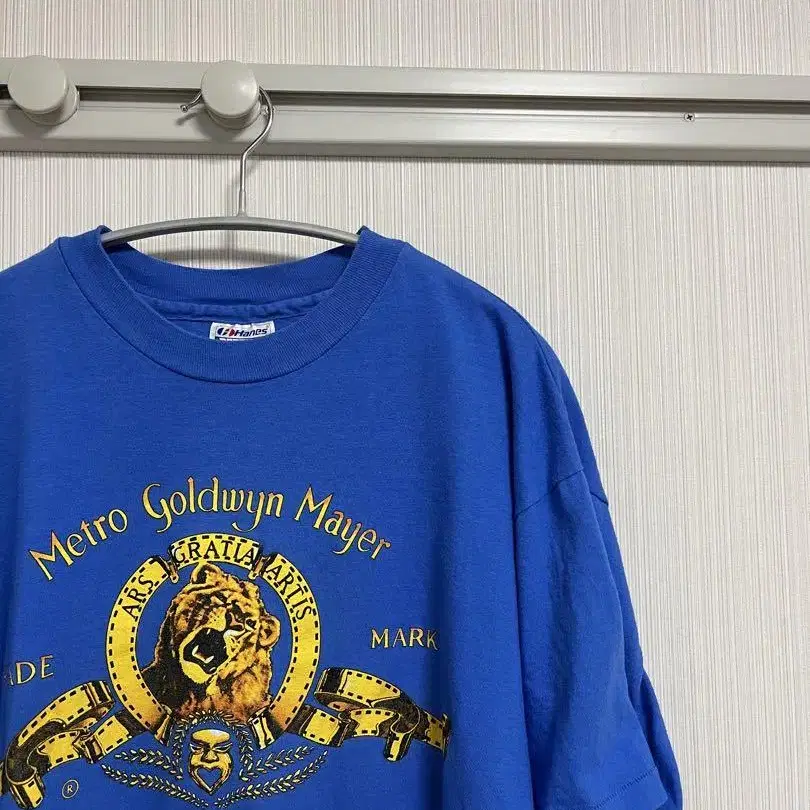 Hanes
Metro Goldwyn Mayer
ARS GRATIA ARTIS
ADE MARK
®